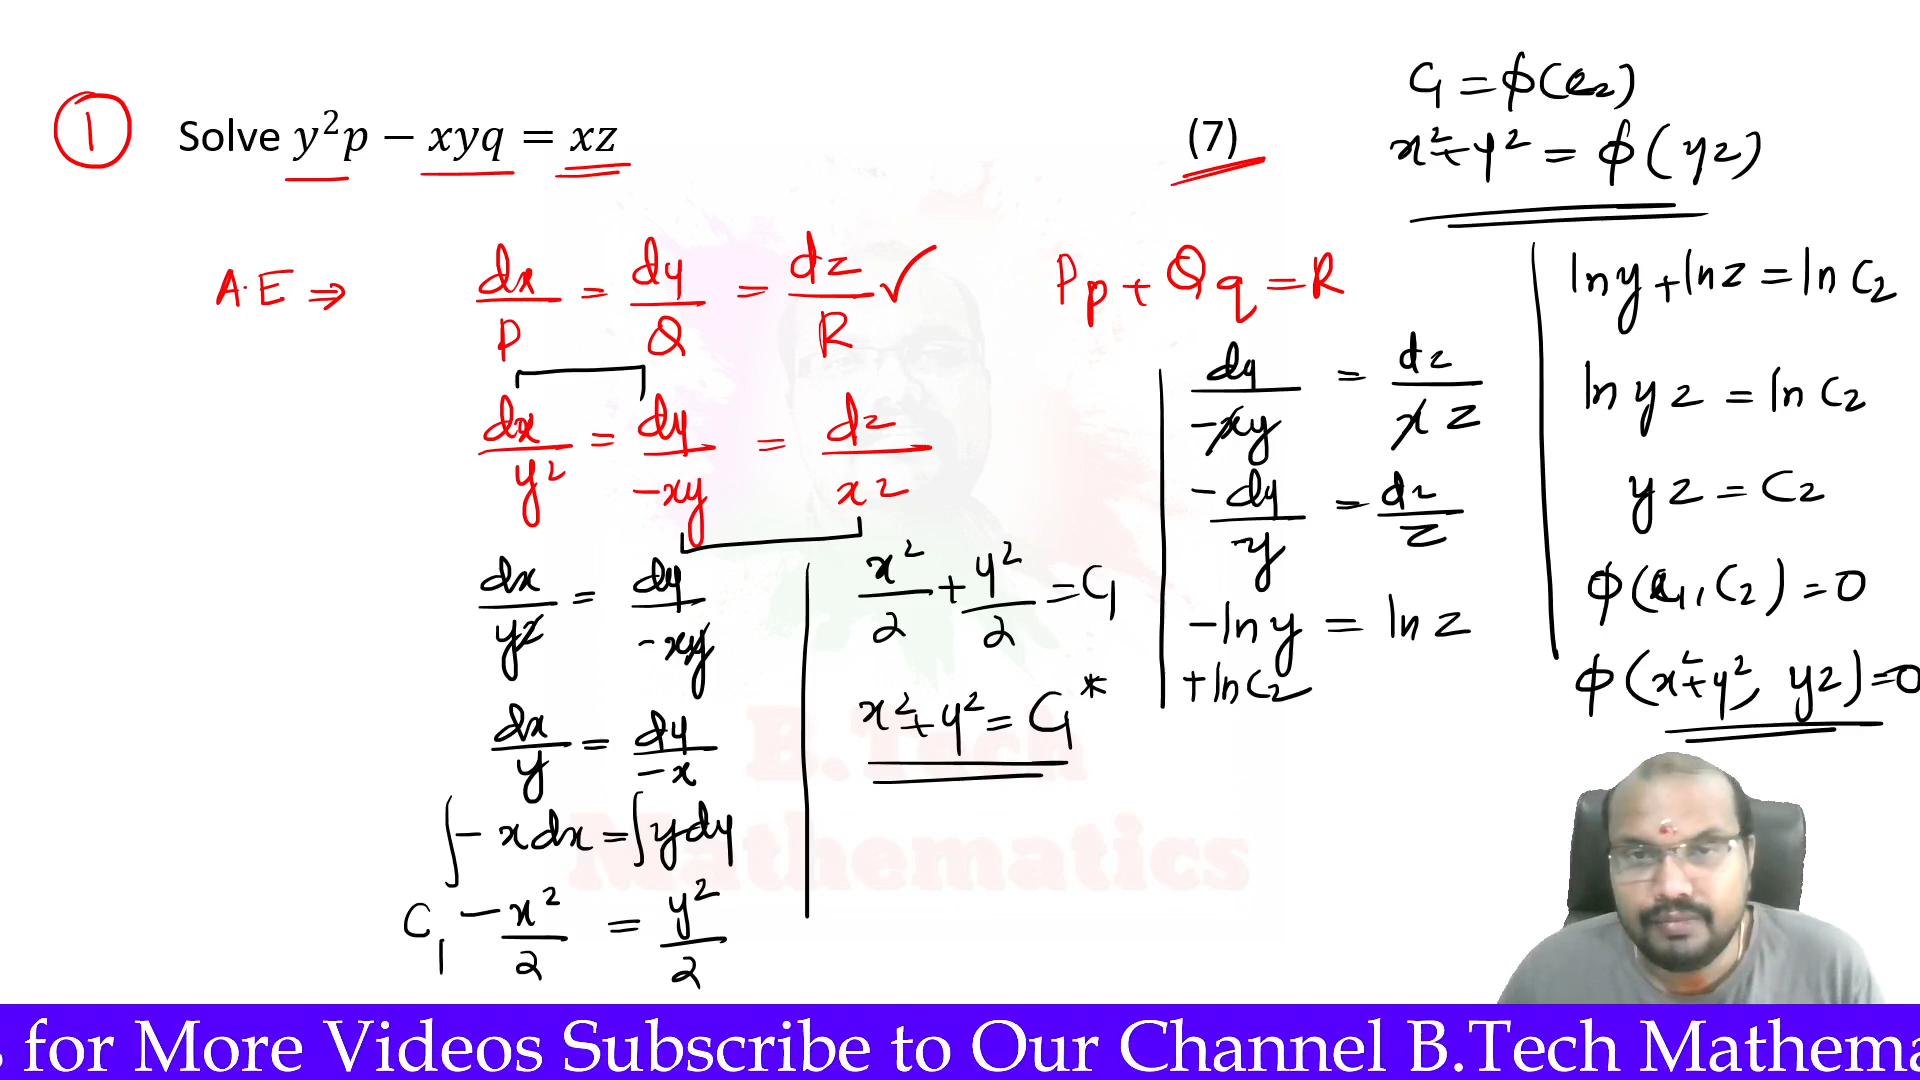 1 Solve y²p − xyq = xz (7)
C₁ = ϕ(C₂)
x² + y² = ϕ(yz)
A.E ⇒ dx/P = dy/Q = dz/R ✓
Pp + Qq = R
dx/y² = dy/-xy = dz/xz
dx/y² = dy/-xy
dx/y = dy/-x
∫-x dx = ∫y dy
C₁ - x²/2 = y²/2
x²/2 + y²/2 = C₁
x² + y² = C₁*
dy/-xy = dz/xz
-dy/y = dz/z
-ln y = ln z
+ln C₂
ln y + ln z = ln C₂
ln yz = ln C₂
yz = C₂
ϕ(C₁, C₂) = 0
ϕ(x² + y², yz) = 0
B.Tech
Mathematics
for More Videos Subscribe to Our Channel B.Tech Mathema